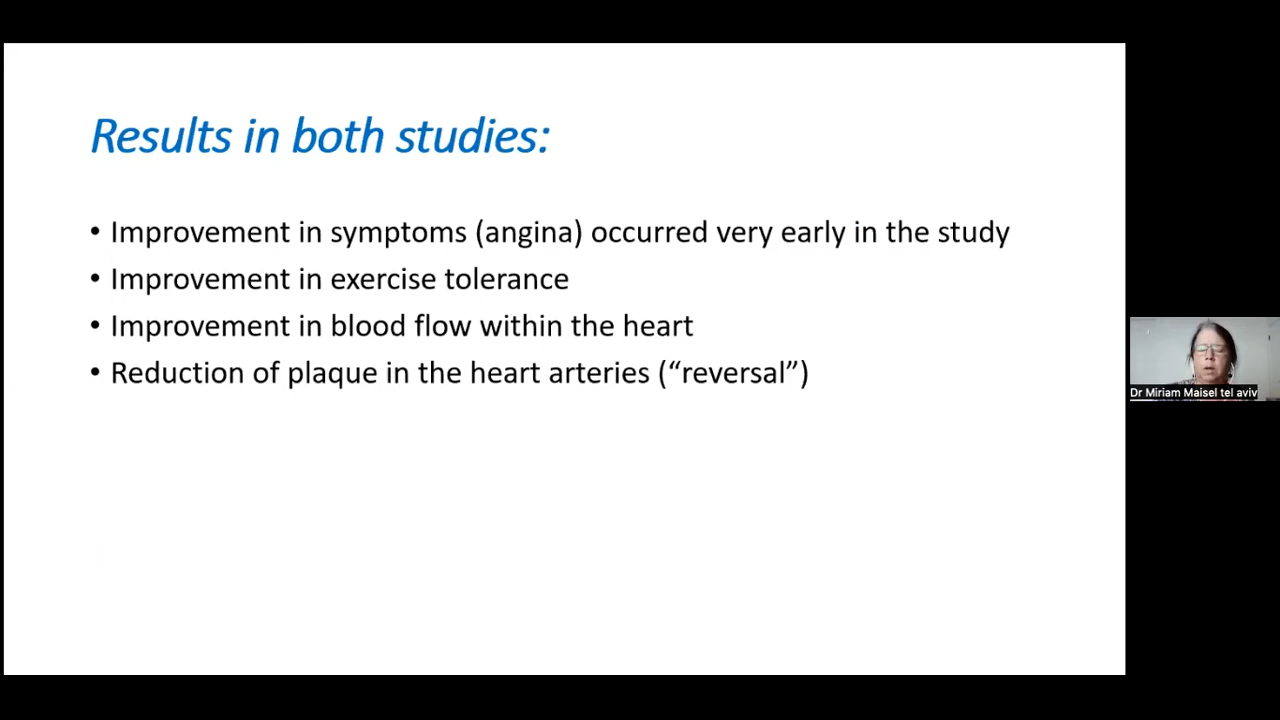 Results in both studies:
• Improvement in symptoms (angina) occurred very early in the study
• Improvement in exercise tolerance
• Improvement in blood flow within the heart
• Reduction of plaque in the heart arteries (“reversal”)
Dr Miriam Maisel tel aviv